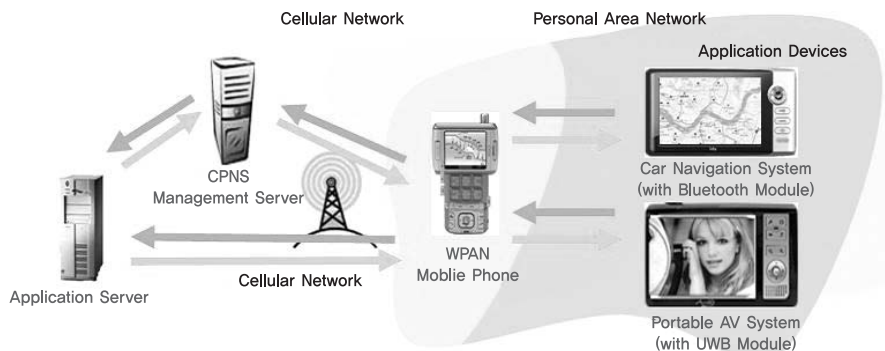 Cellular Network
Personal Area Network
Application Devices
CPNS
Management Server
Car Navigation System
(with Bluetooth Module)
WPAN
Moblie Phone
Cellular Network
Application Server
Portable AV System
(with UWB Module)